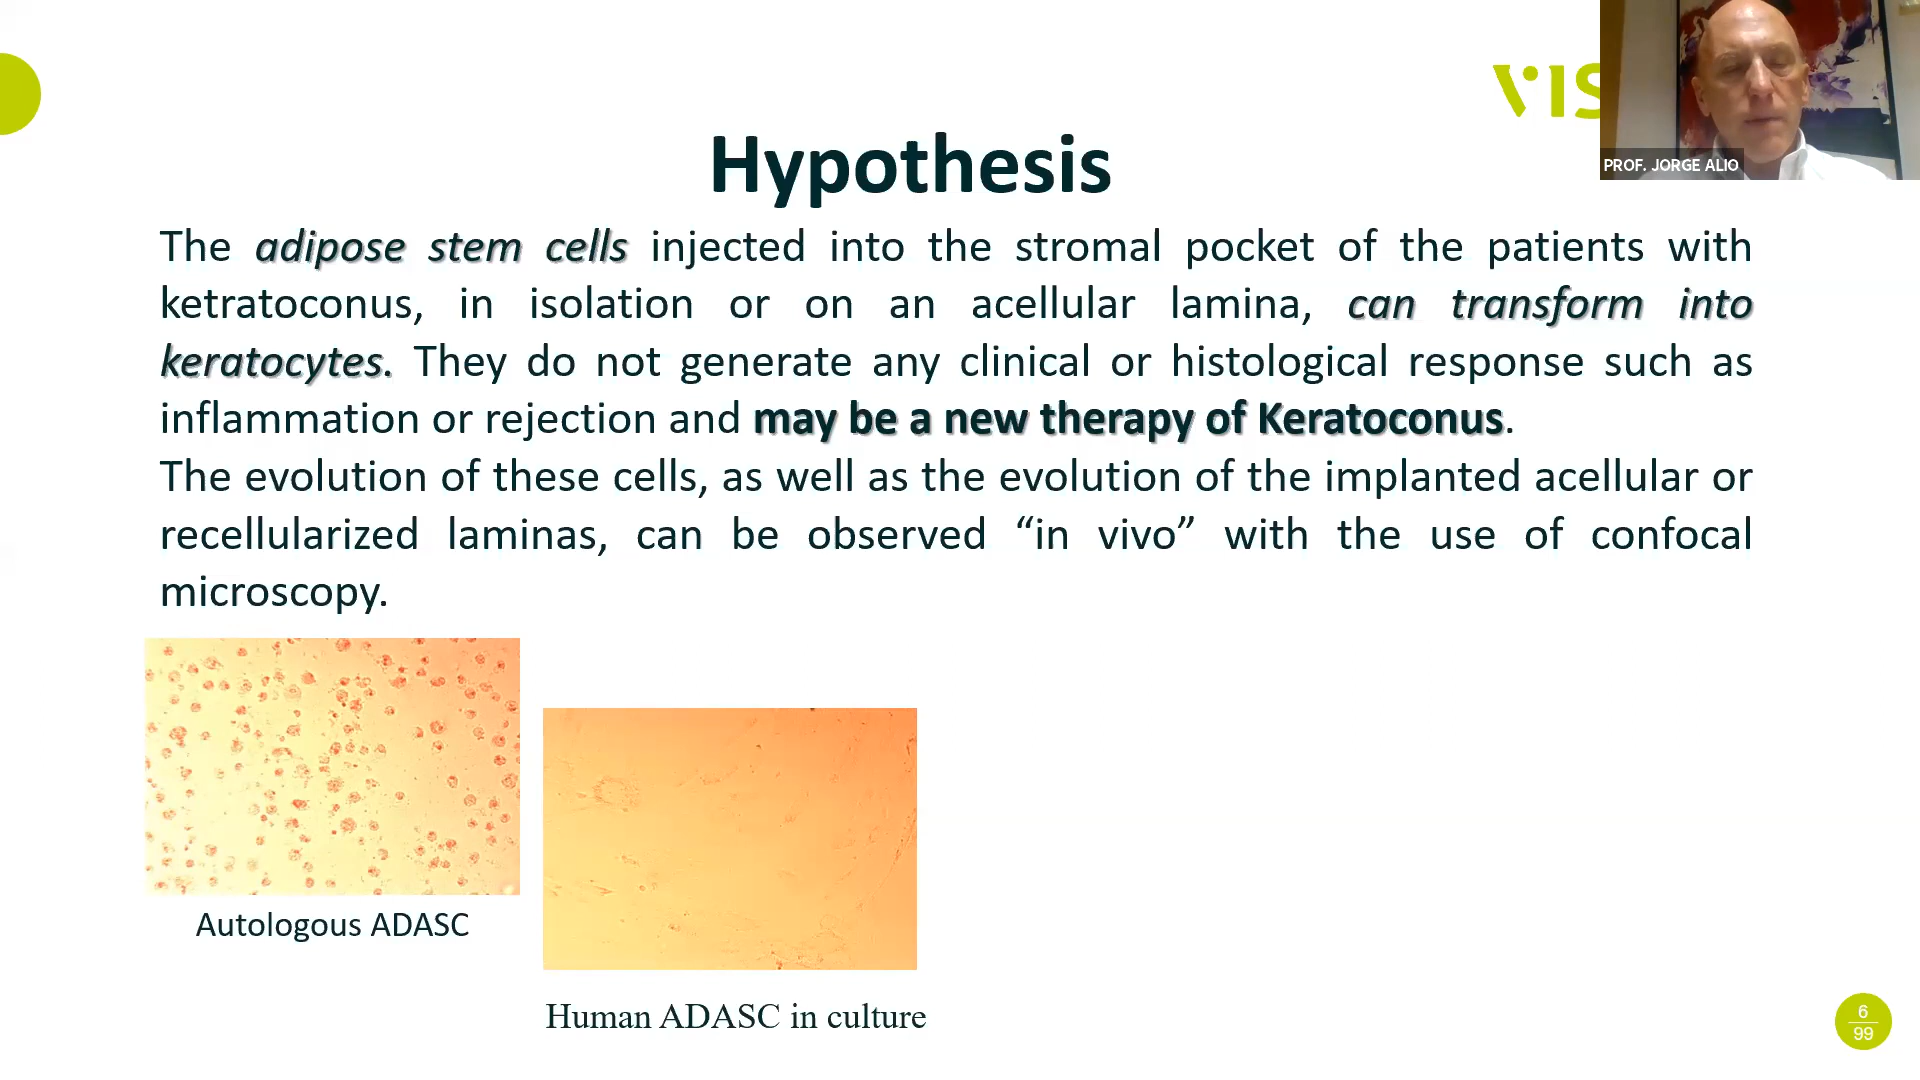 VIS
PROF. JORGE ALIO
Hypothesis
The adipose stem cells injected into the stromal pocket of the patients with
ketratoconus, in isolation or on an acellular lamina, can transform into
keratocytes. They do not generate any clinical or histological response such as
inflammation or rejection and may be a new therapy of Keratoconus.
The evolution of these cells, as well as the evolution of the implanted acellular or
recellularized laminas, can be observed “in vivo” with the use of confocal
microscopy.
Autologous ADASC
Human ADASC in culture
6
99